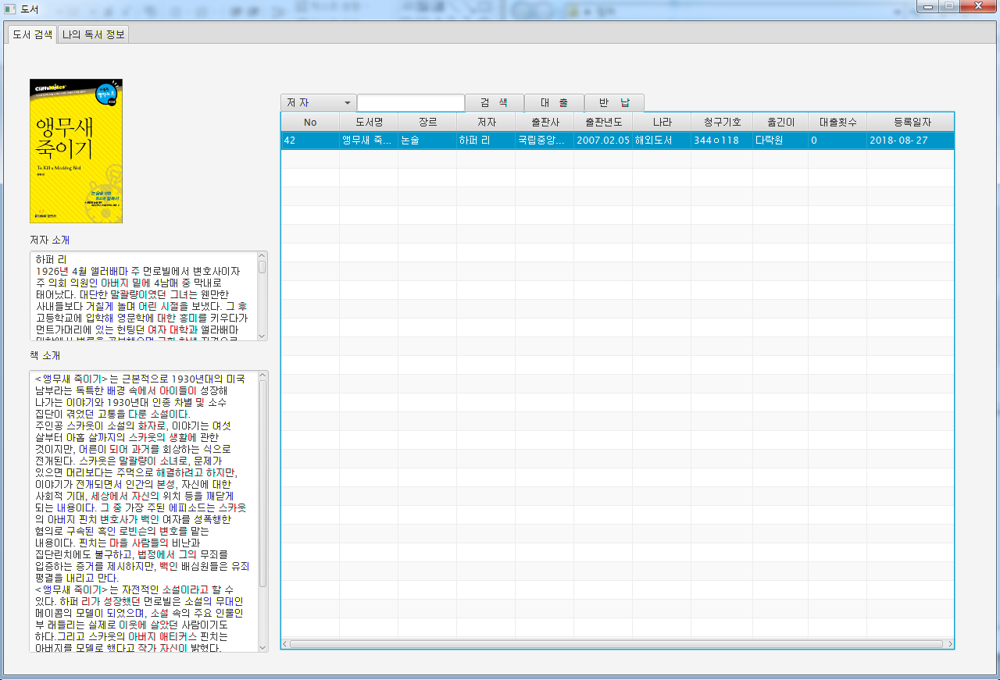 도서
도서 검색 나의 독서 정보
CliffsNotes
앵무새
죽이기
To Kill a Mocking Bird
하퍼 리
저자 소개
하퍼 리
1926년 4월 앨러배마 주 먼로빌에서 변호사이자
주 의회 의원인 아버지 밑에 4남매 중 막내로
태어났다. 대단한 말괄량이였던 그녀는 웬만한
사내들보다 거칠게 놀며 어린 시절을 보냈다. 그 후
고등학교에 입학해 영문학에 대한 흥미를 키우다가
먼트가머리에 있는 헌팅던 여자 대학과 앨라배마
책 소개
<앵무새 죽이기>는 근본적으로 1930년대의 미국
남부라는 독특한 배경 속에서 아이들이 성장해
나가는 이야기와 1930년대 인종 차별 및 소수
집단이 겪었던 고통을 다룬 소설이다.
주인공 스카웃이 소설의 화자로, 이야기는 여섯
살부터 아홉 살까지의 스카웃의 생활에 관한
것이지만, 어른이 되어 과거를 회상하는 식으로
전개된다. 스카웃은 말괄량이 소녀로, 문제가
있으면 머리보다는 주먹으로 해결하려고 하지만,
이야기가 전개되면서 인간의 본성, 자신에 대한
사회적 기대, 세상에서 자신의 위치 등을 깨닫게
되는 내용이다. 그 중 가장 주된 에피소드는 스카웃
의 아버지 핀치 변호사가 백인 여자를 성폭행한
혐의로 구속된 흑인 로빈슨의 변호를 맡는
내용이다. 핀치는 마을 사람들의 비난과
집단린치에도 불구하고, 법정에서 그의 무죄를
입증하는 증거를 제시하지만, 백인 배심원들은 유죄
평결을 내리고 만다.
<앵무새 죽이기>는 자전적인 소설이라고 할 수
있다. 하퍼 리가 성장했던 먼로빌은 소설의 무대인
메이콤의 모델이 되었으며, 소설 속의 주요 인물인
부 래들리는 실제로 이웃에 살았던 사람이기도
하다.그리고 스카웃의 아버지 애티커스 핀치는
아버지를 모델로 했다고 작가 자신이 밝혔다.
저 자 검 색 대 출 반 납
No 도서명 장르 저자 출판사 출판년도 나라 청구기호 옮긴이 대출횟수 등록일자
42 앵무새 죽... 논술 하퍼 리 국립중앙... 2007.02.05 해외도서 344ㅇ118 다락원 0 2018-08-27